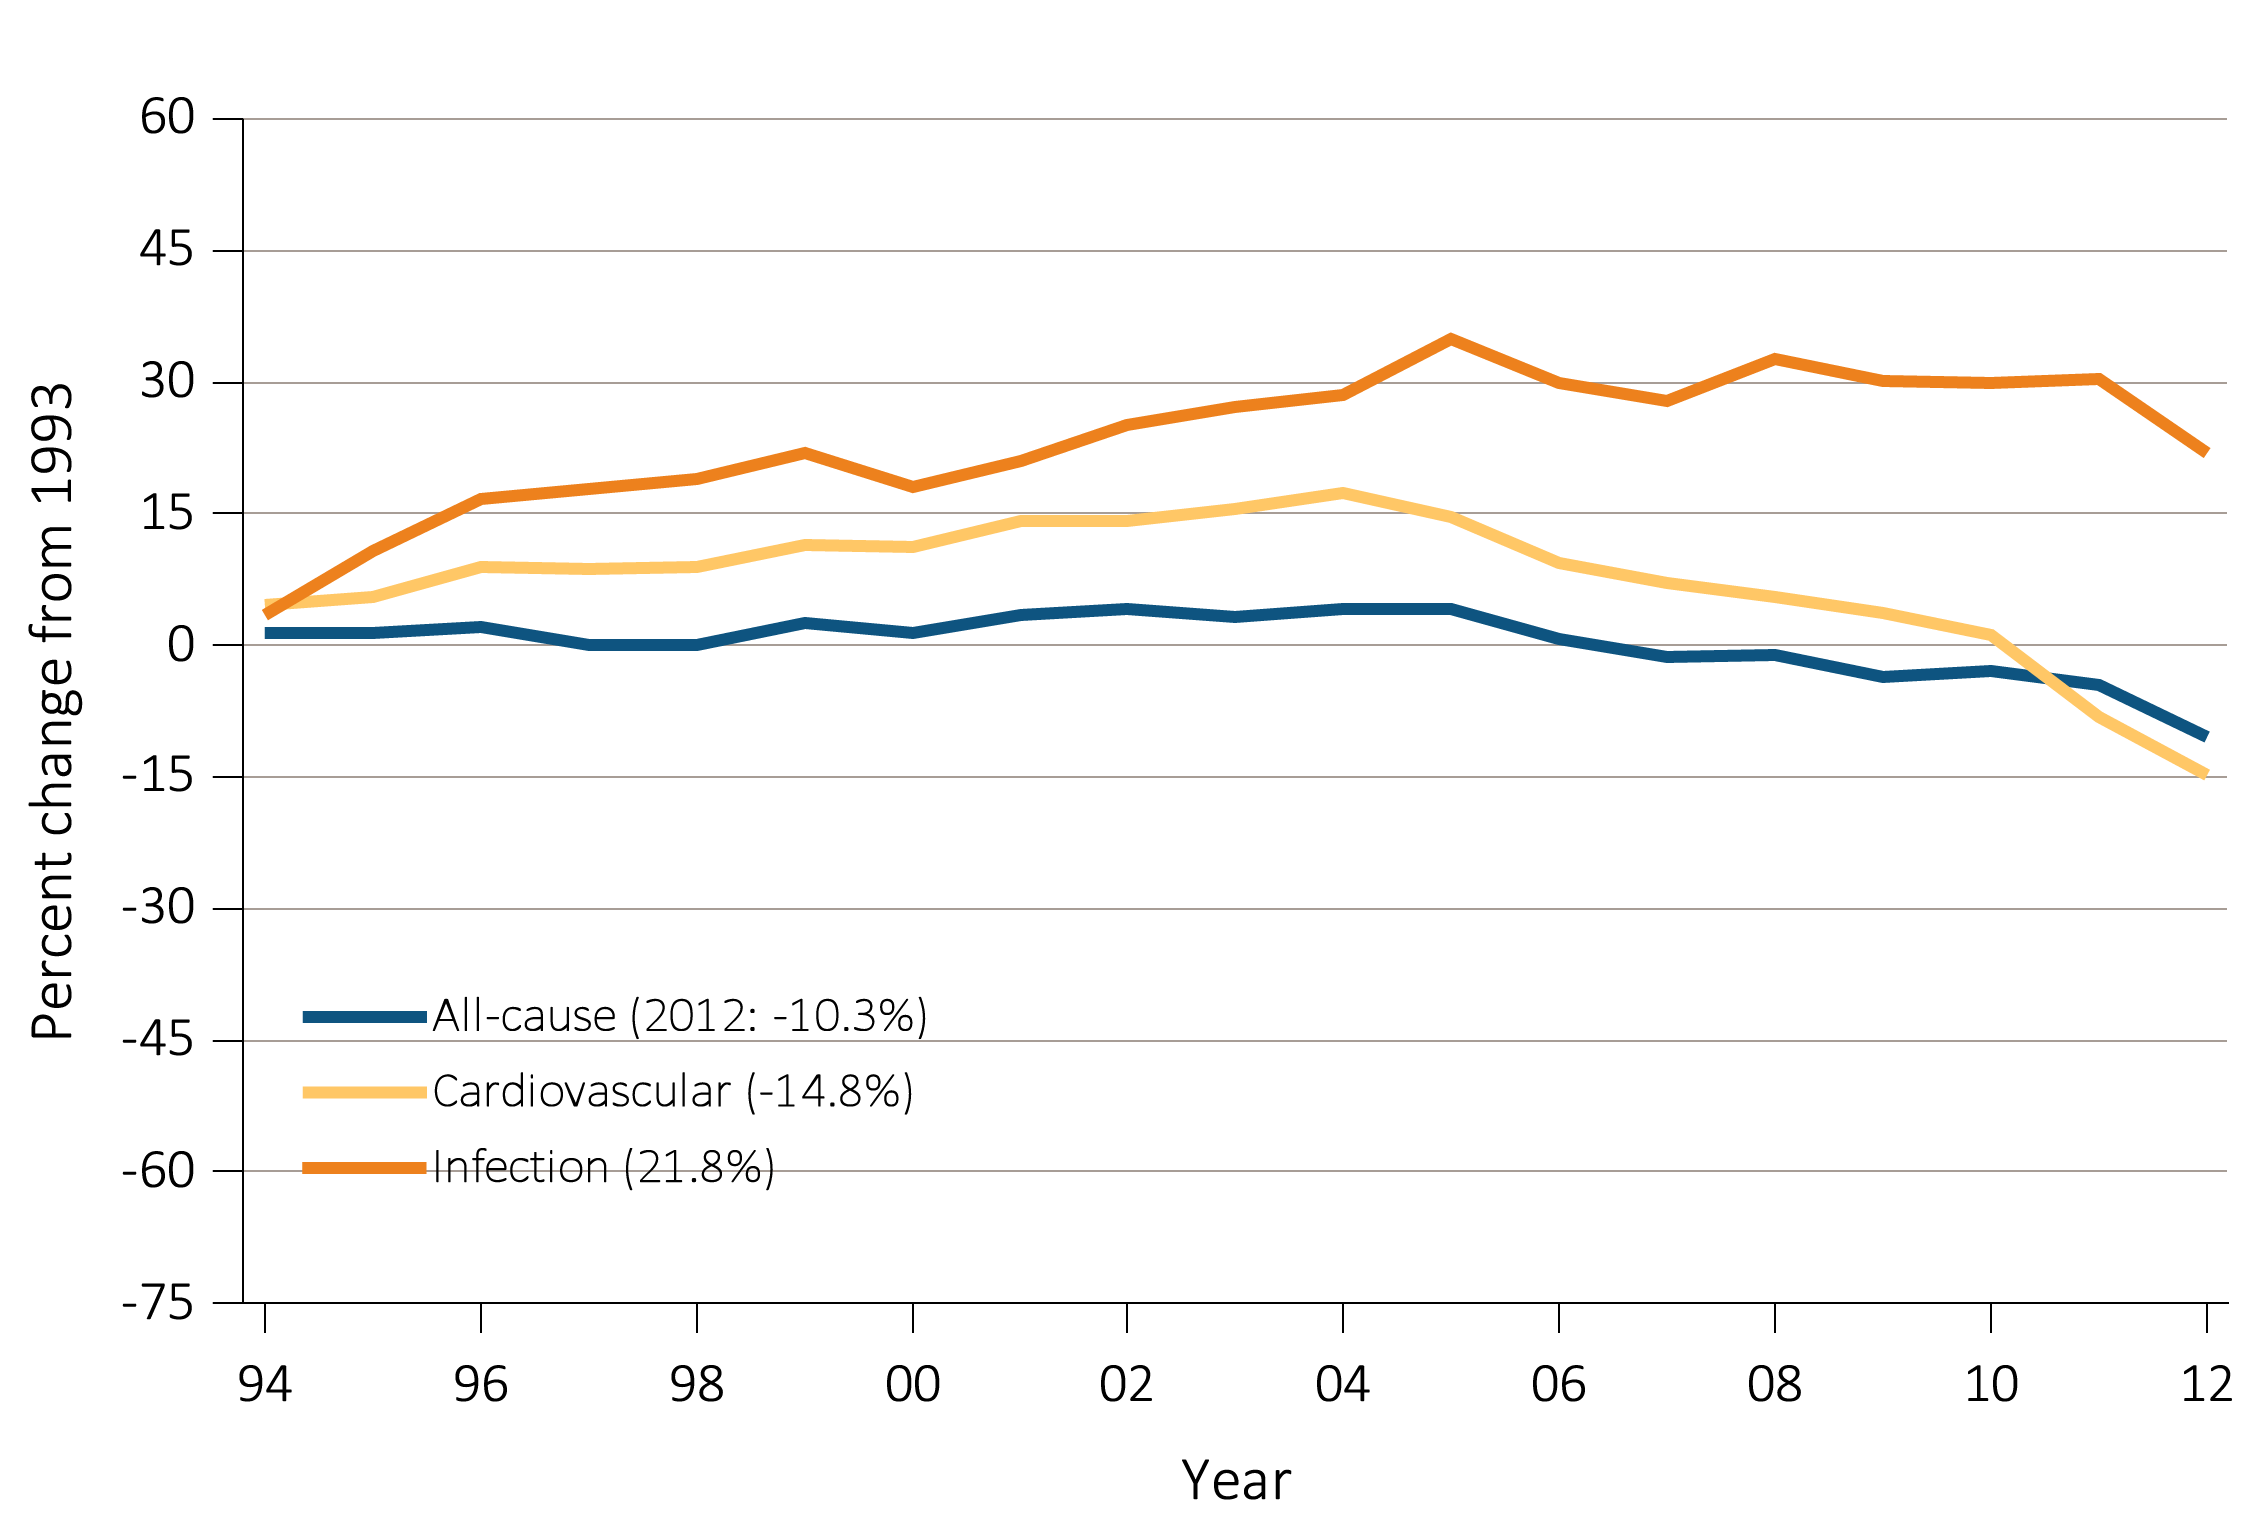 60
45
30
15
0
-15
-30
-45
-60
-75
Percent change from 1993
All-cause (2012: -10.3%)
Cardiovascular (-14.8%)
Infection (21.8%)
94 96 98 00 02 04 06 08 10 12
Year